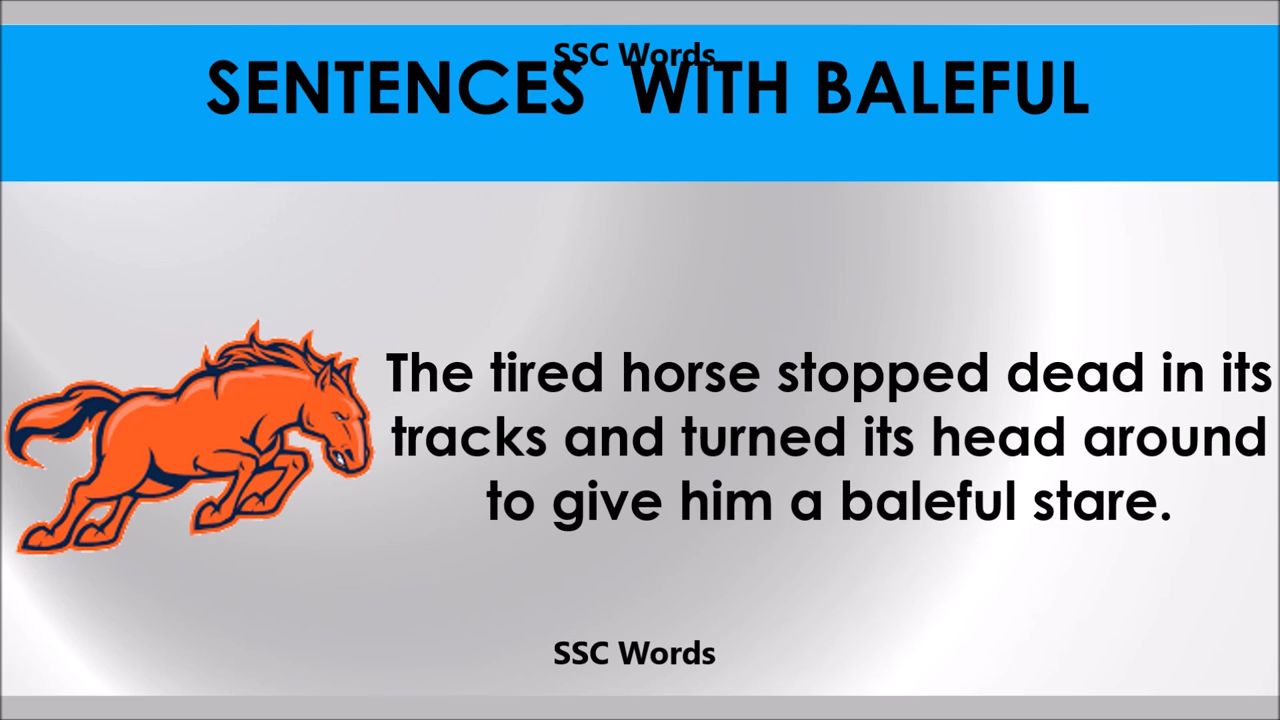 SSC Words
SENTENCES WITH BALEFUL
The tired horse stopped dead in its
tracks and turned its head around
to give him a baleful stare.
SSC Words